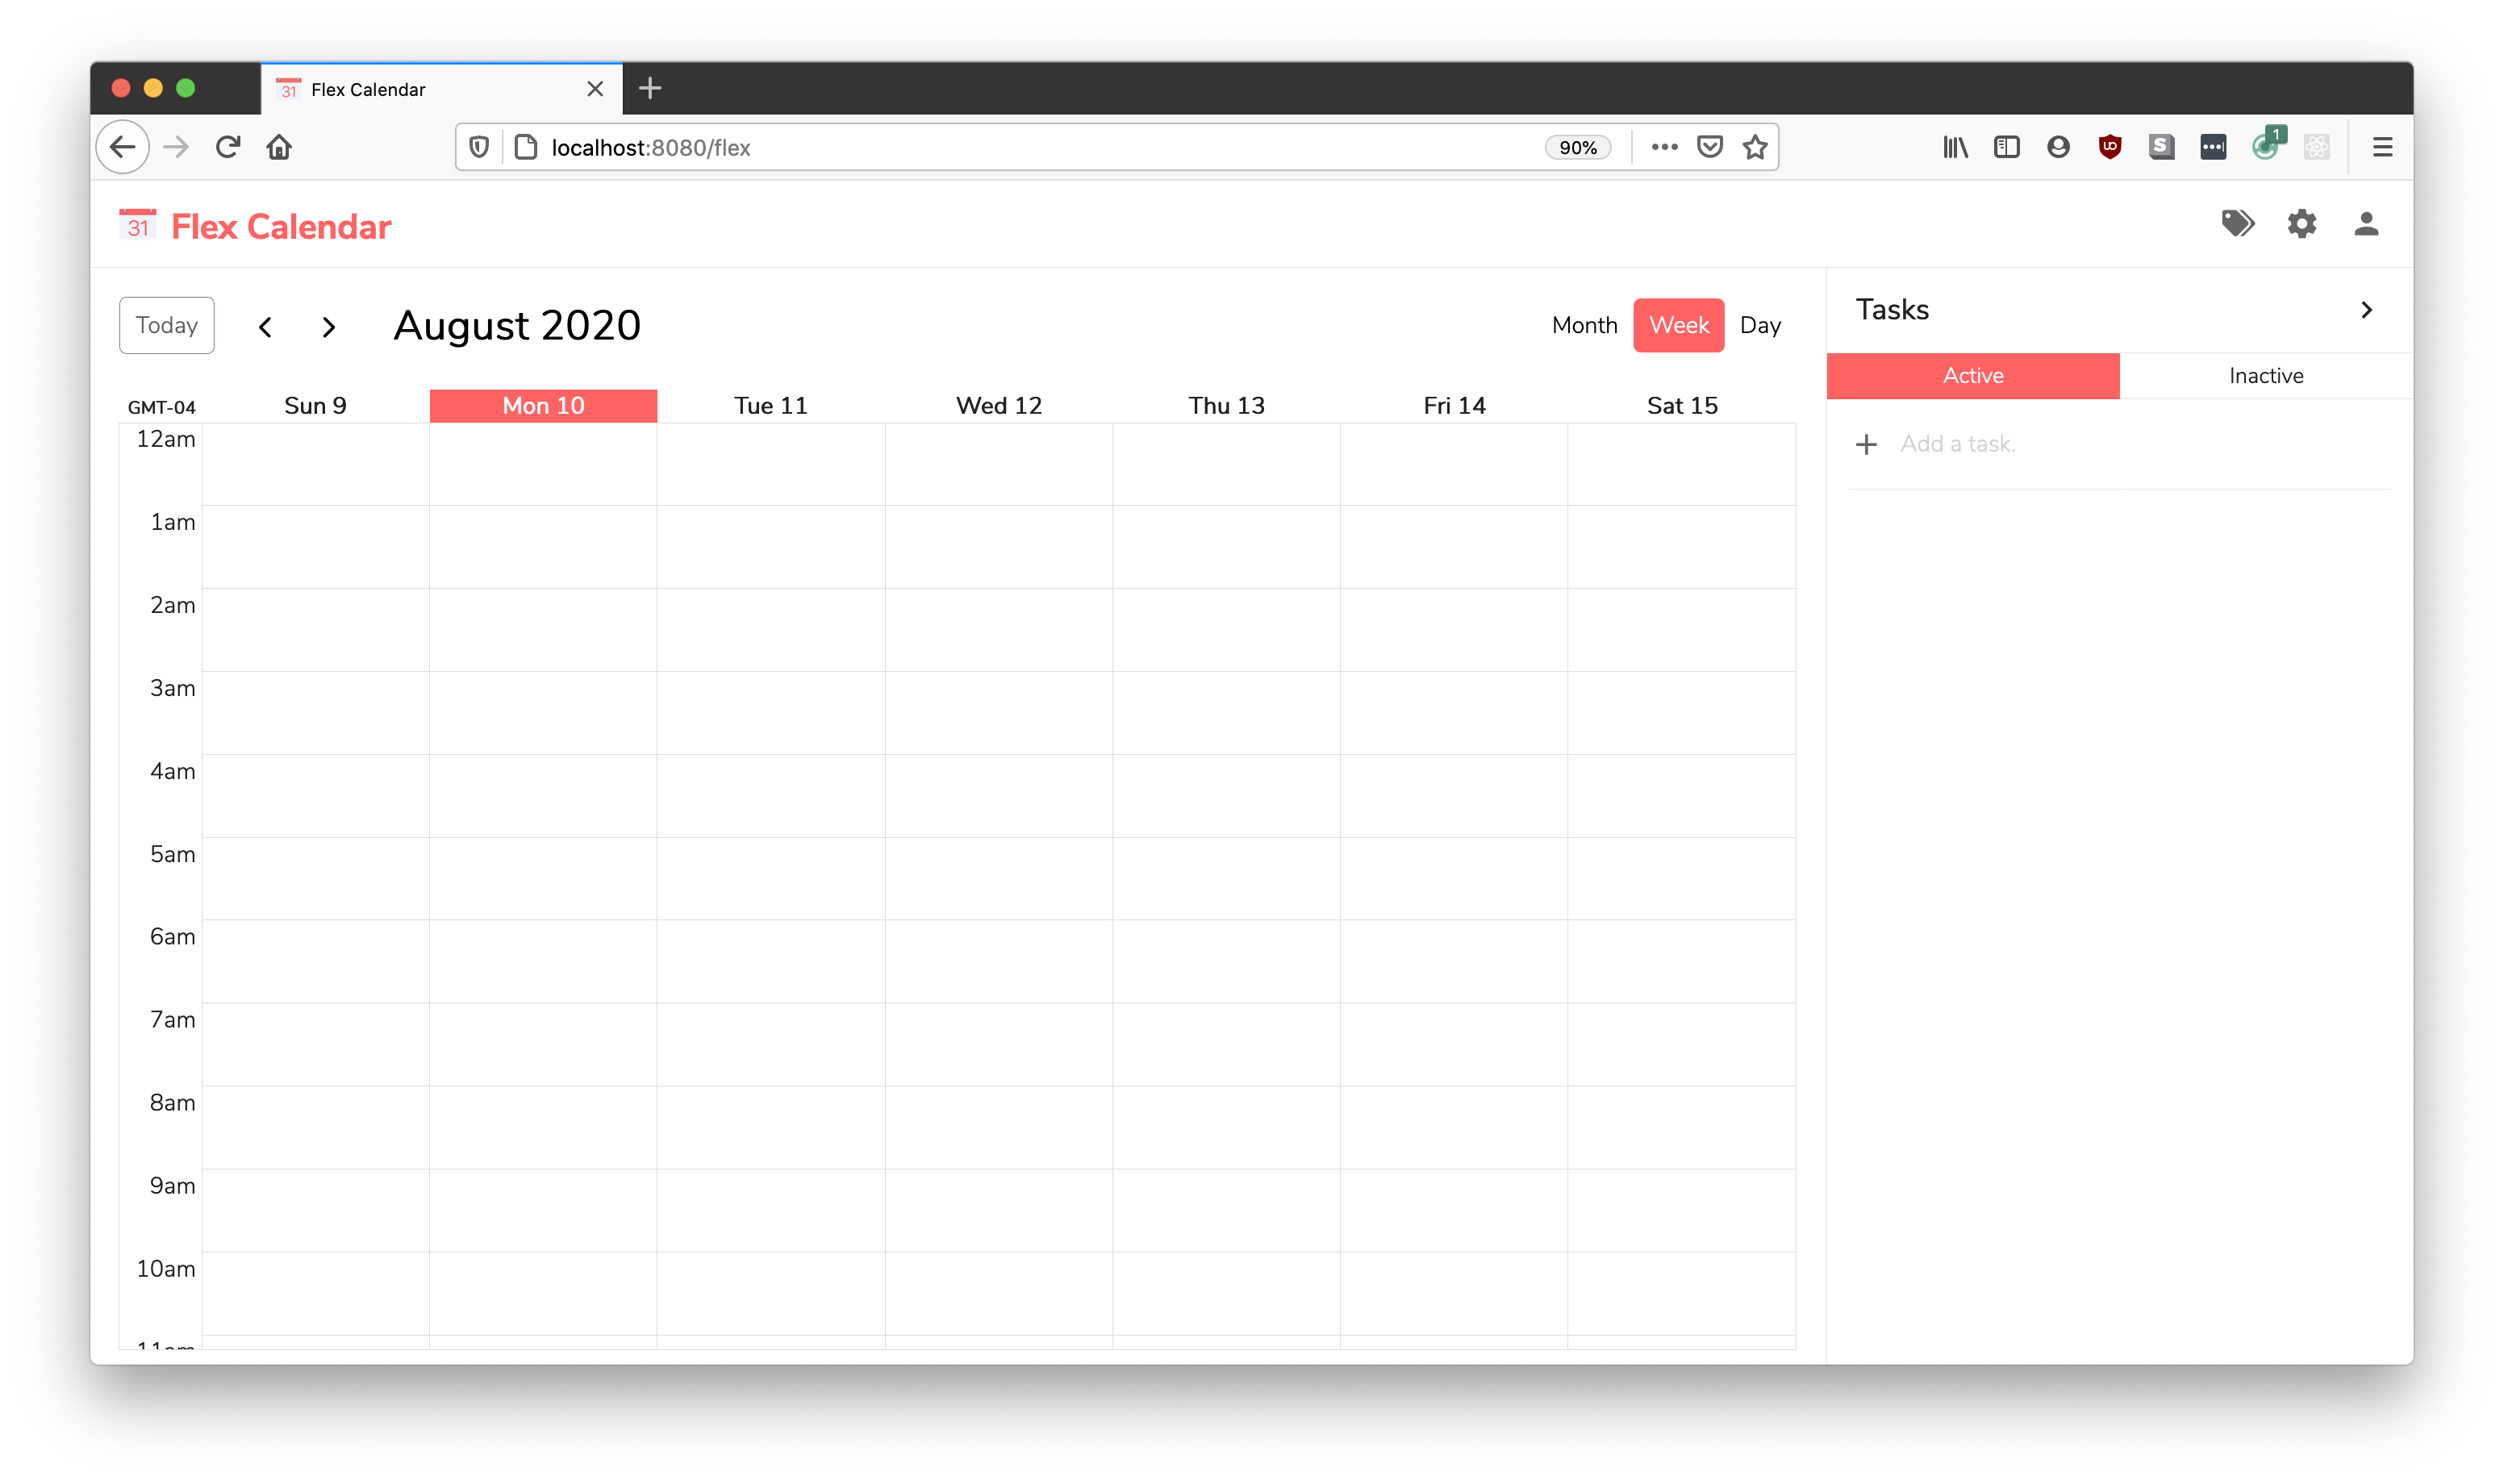 31 Flex Calendar
localhost:8080/flex 90% S 1
31 Flex Calendar
Today August 2020 Month Week Day
Tasks
Active Inactive
Add a task.
GMT-04 Sun 9 Mon 10 Tue 11 Wed 12 Thu 13 Fri 14 Sat 15
12am
1am
2am
3am
4am
5am
6am
7am
8am
9am
10am
11am